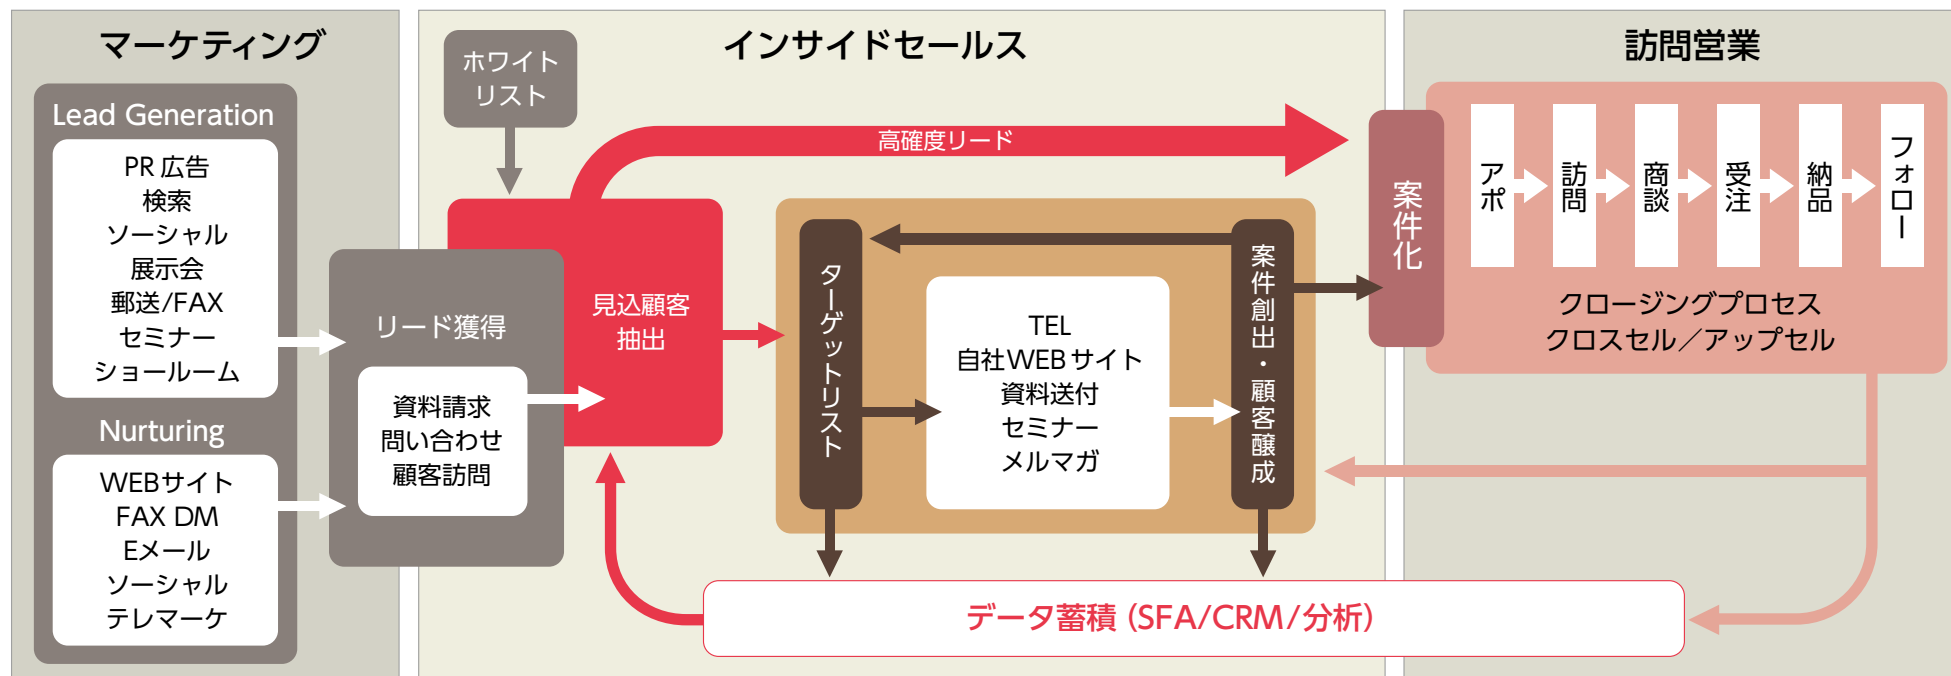 マーケティング
Lead Generation
PR 広告
検索
ソーシャル
展示会
郵送/FAX
セミナー
ショールーム
Nurturing
WEBサイト
FAX DM
Eメール
ソーシャル
テレマーケ
リード獲得
資料請求
問い合わせ
顧客訪問
インサイドセールス
ホワイト
リスト
高確度リード
見込顧客
抽出
ターゲットリスト
TEL
自社WEBサイト
資料送付
セミナー
メルマガ
案件創出・顧客醸成
データ蓄積（SFA/CRM/分析）
訪問営業
案件化
アポ
訪問
商談
受注
納品
フォロー
クロージングプロセス
クロスセル／アップセル